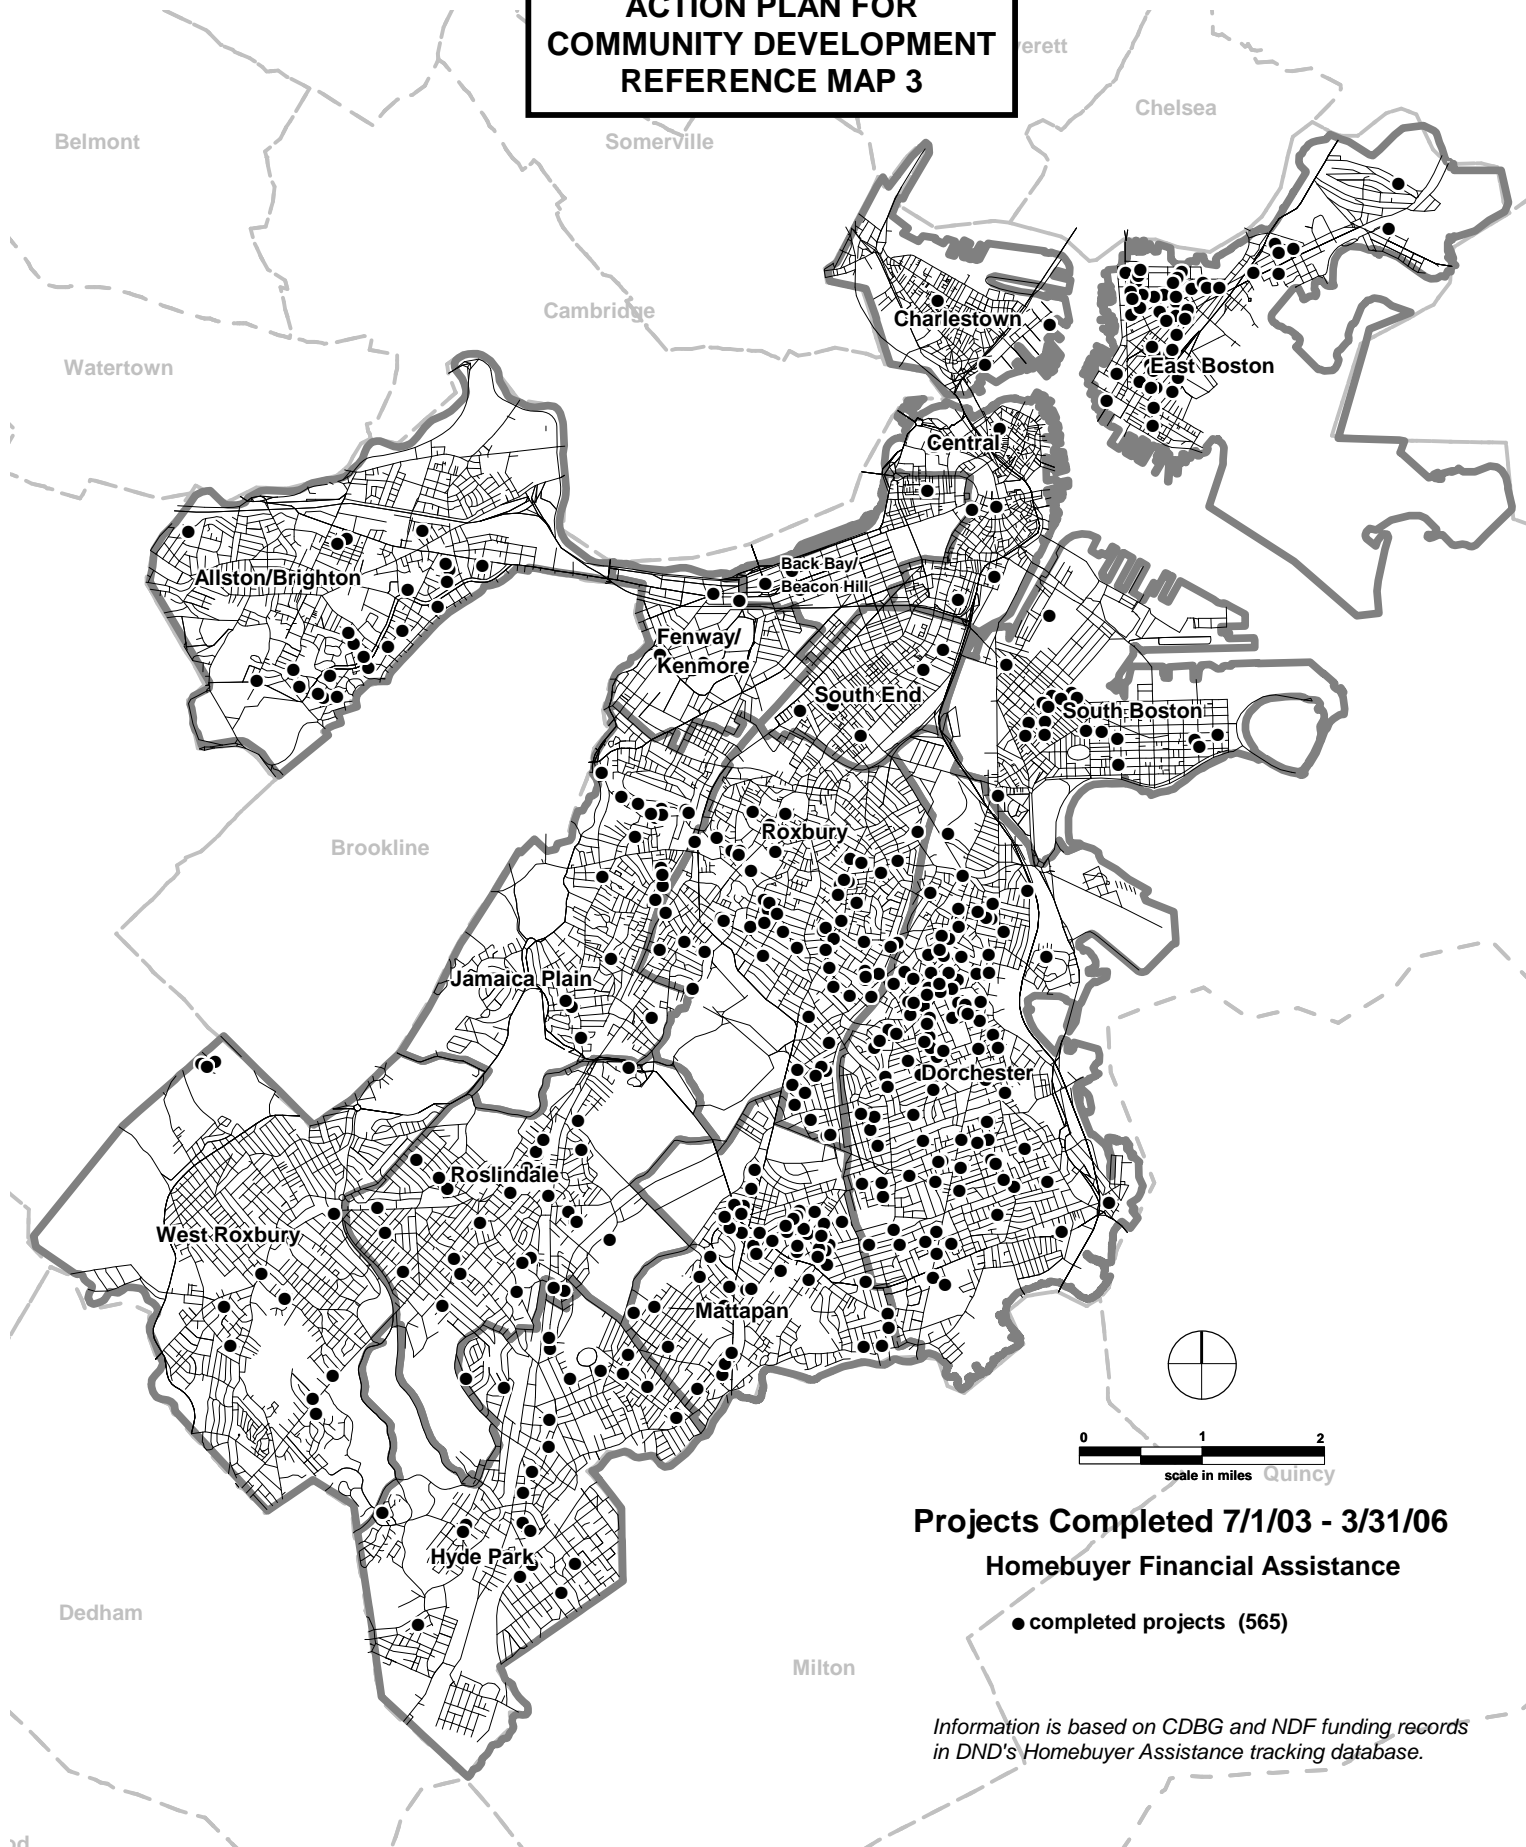 ACTION PLAN FOR
COMMUNITY DEVELOPMENT
REFERENCE MAP 3
Chelsea
Belmont
Somerville
Cambridge
Charlestown
Watertown
East Boston
Central
Back Bay/
Beacon Hill
Allston/Brighton
Fenway/
Kenmore
South End
South Boston
Roxbury
Brookline
Jamaica Plain
Dorchester
Roslindale
West Roxbury
Mattapan
0 1 2
scale in miles
Quincy
Projects Completed 7/1/03 - 3/31/06
Homebuyer Financial Assistance
Hyde Park
Dedham
completed projects (565)
Milton
Information is based on CDBG and NDF funding records
in DND's Homebuyer Assistance tracking database.